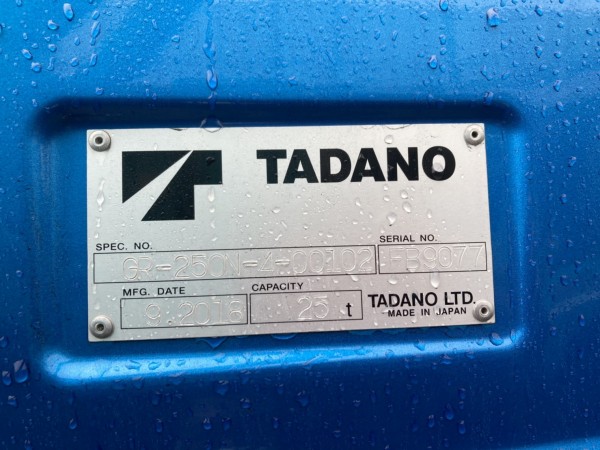 TADANO
SPEC. NO. SERIAL NO.
GR-250N-4-00102 FB9077
MFG. DATE CAPACITY
9.2016 25 t TADANO LTD.
MADE IN JAPAN